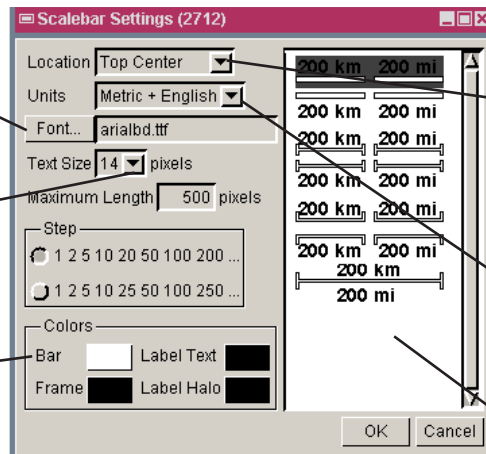 Scalebar Settings (2712)
Location Top Center
Units Metric + English
Font... arialbd.ttf
Text Size 14 pixels
Maximum Length 500 pixels
Step
1 2 5 10 20 50 100 200 ...
1 2 5 10 25 50 100 250 ...
Colors
Bar Label Text
Frame Label Halo
200 km 200 mi
200 km 200 mi
200 km 200 mi
200 km 200 mi
200 km 200 mi
200 km 200 mi
200 km
200 mi
OK Cancel